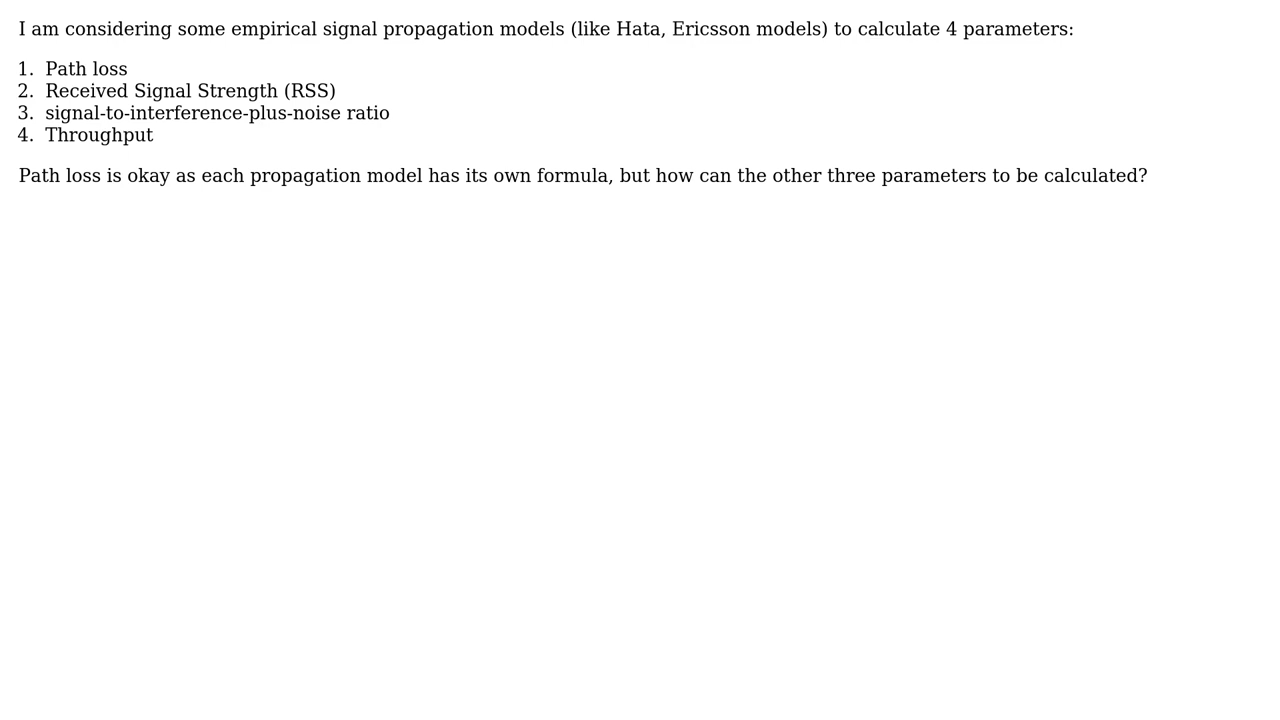 I am considering some empirical signal propagation models (like Hata, Ericsson models) to calculate 4 parameters:
1. Path loss
2. Received Signal Strength (RSS)
3. signal-to-interference-plus-noise ratio
4. Throughput
Path loss is okay as each propagation model has its own formula, but how can the other three parameters to be calculated?